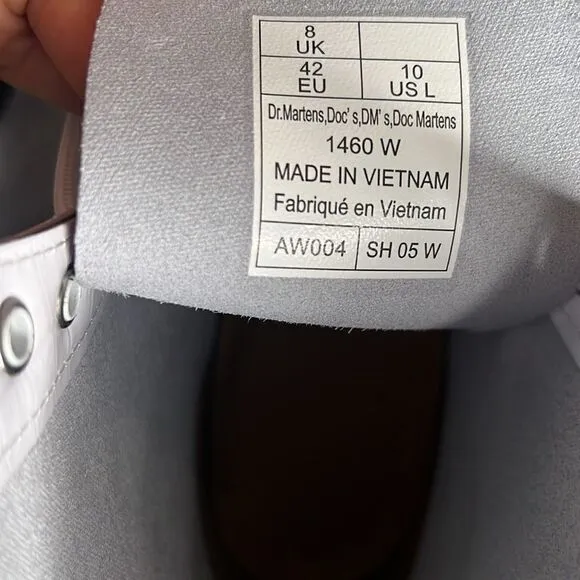 8
UK
42 10
EU US L
Dr.Martens,Doc' s,DM' s,Doc Martens
1460 W
MADE IN VIETNAM
Fabriqué en Vietnam
AW004 SH 05 W